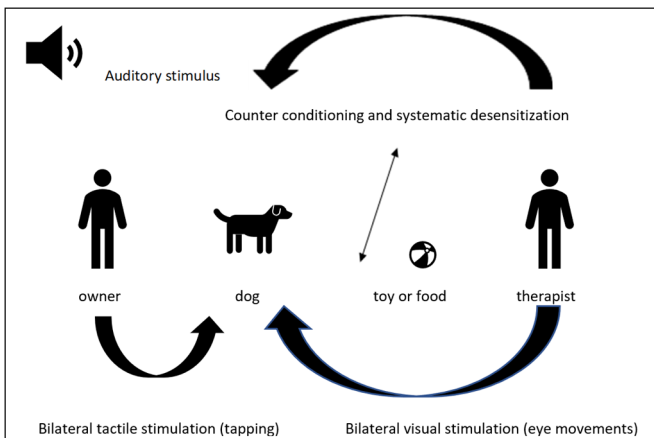 Auditory stimulus
Counter conditioning and systematic desensitization
owner
dog
toy or food
therapist
Bilateral tactile stimulation (tapping)
Bilateral visual stimulation (eye movements)